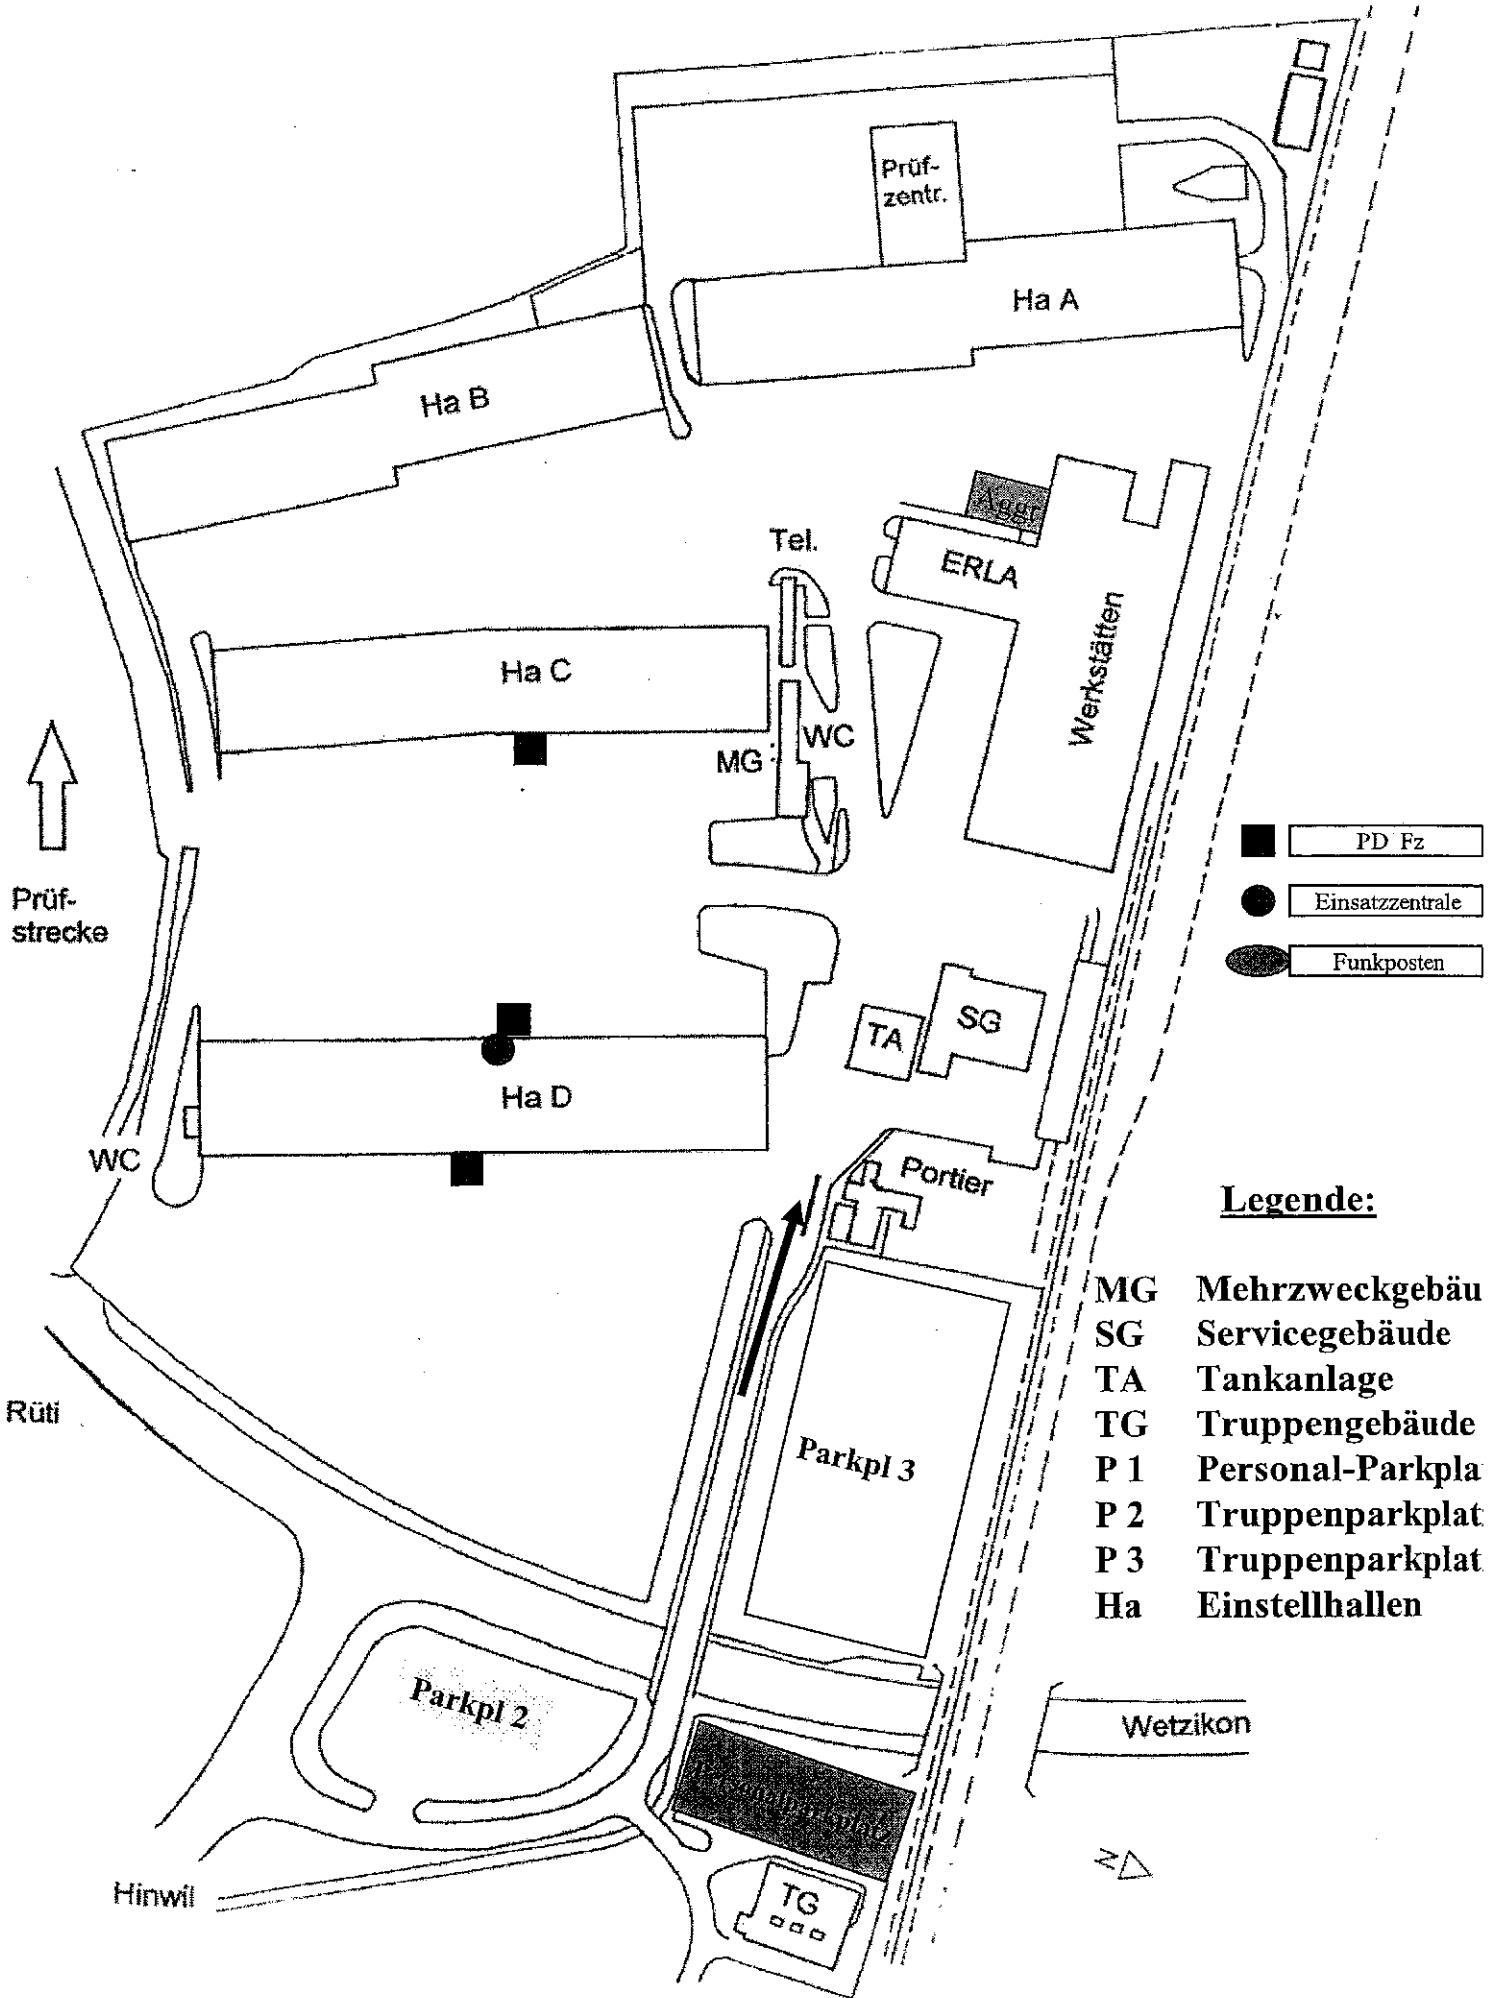 Prüf-
zentr.
Ha A
Ha B
Aggr
Tel.
ERLA
Ha C
Werkstätten
WC
MG
PD Fz
Prüf-
strecke
Einsatzzentrale
Funkposten
SG
TA
Ha D
WC
Portier
Legende:
MG Mehrzweckgebäu
SG Servicegebäude
TA Tankanlage
TG Truppengebäude
P 1 Personal-Parkpla
P 2 Truppenparkplat
P 3 Truppenparkplat
Ha Einstellhallen
Rüti
Parkpl 3
Parkpl 2
Wetzikon
Personalparkplatz
N
Hinwil
TG